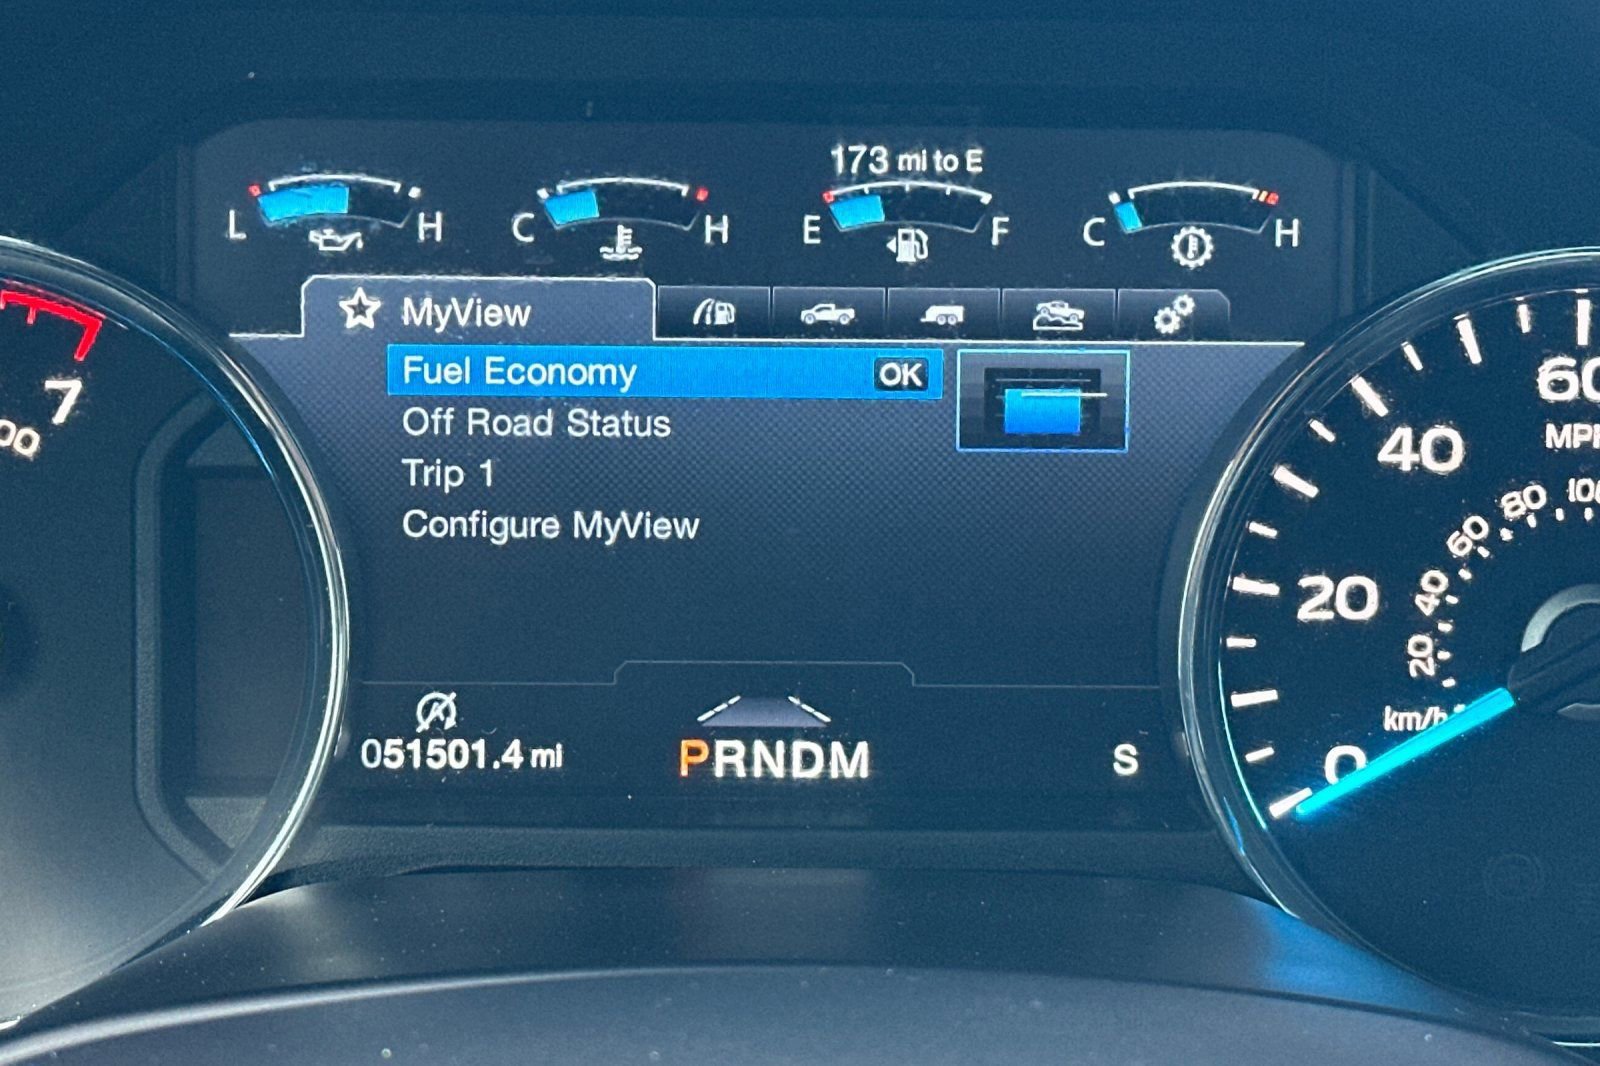 173 mi to E
L H C H E F C H
MyView
Fuel Economy OK
Off Road Status
Trip 1
Configure MyView
051501.4 mi
PRNDM
S
7
60
40
20
0
100
80
60
40
20
km/h